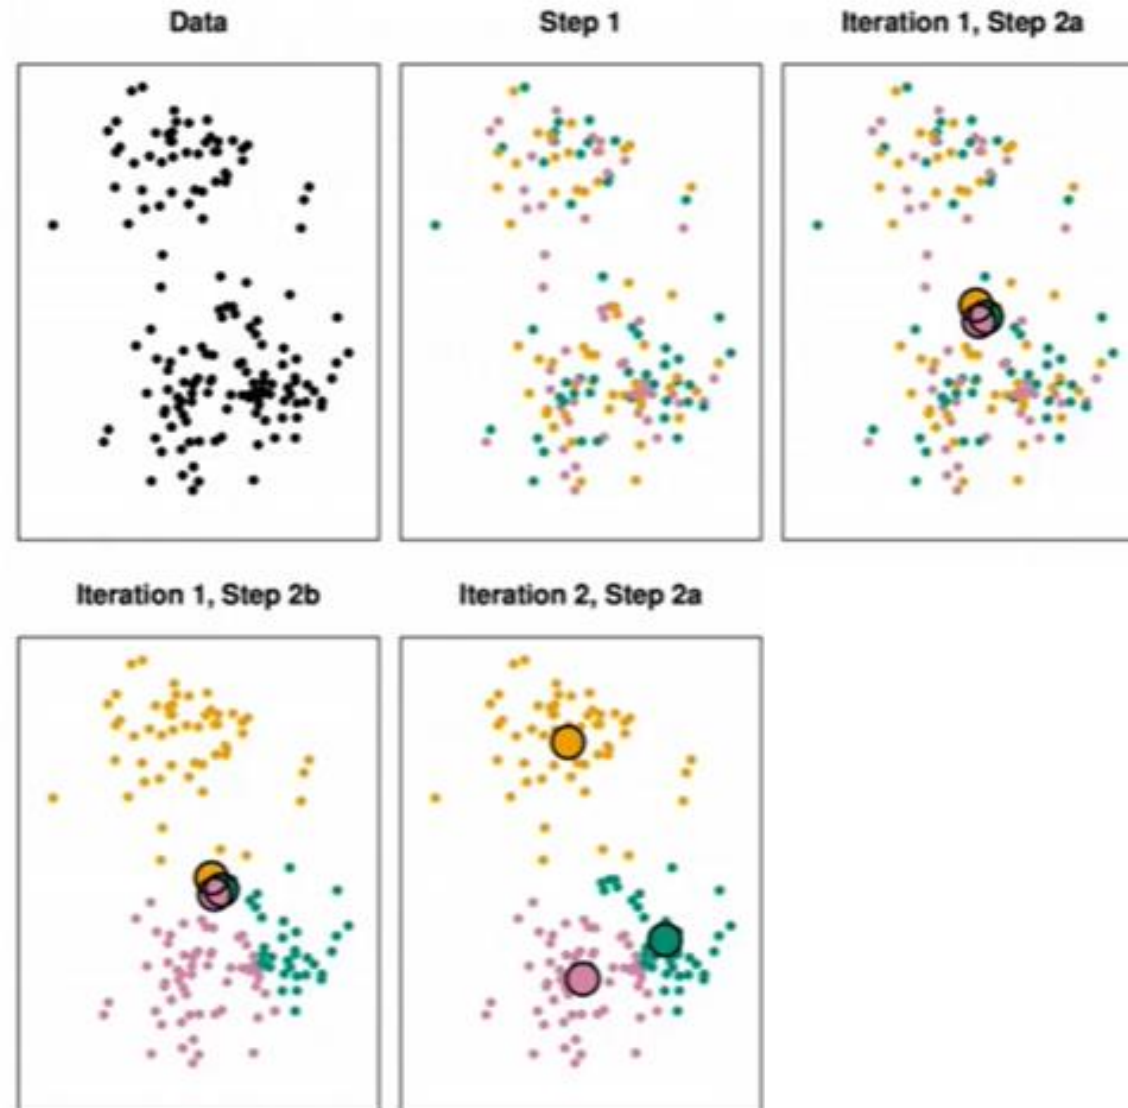 Data
Step 1
Iteration 1, Step 2a
Iteration 1, Step 2b
Iteration 2, Step 2a